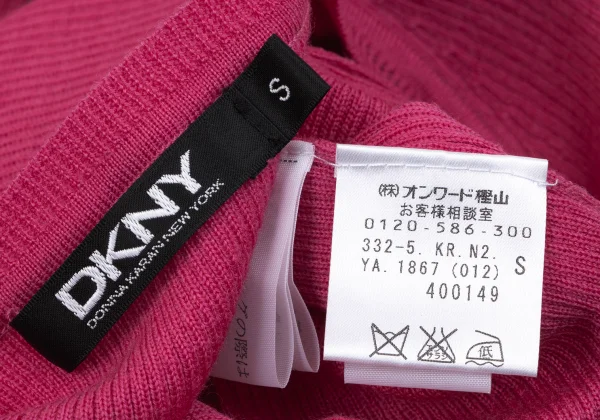 S
DKNY
DONNA KARAN NEW YORK
(株)オンワード樫山
お客様相談室
0120-586-300
332-5. KR.N2.
YA.1867 (012) S
400149
低